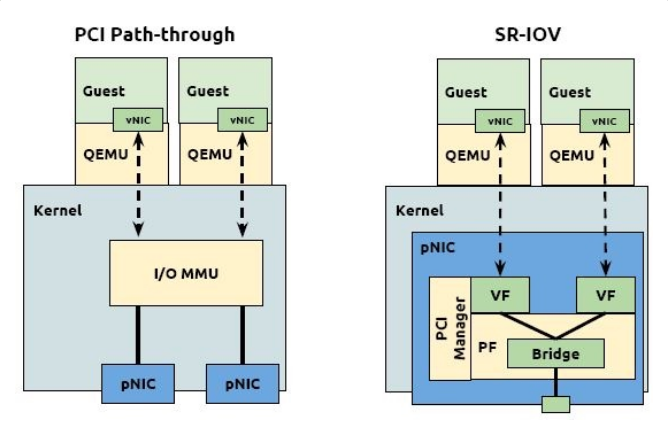 PCI Path-through
Guest
vNIC
QEMU
Guest
vNIC
QEMU
Kernel
I/O MMU
pNIC
pNIC
SR-IOV
Guest
vNIC
QEMU
Guest
vNIC
QEMU
Kernel
pNIC
PCI
Manager
VF
VF
PF
Bridge